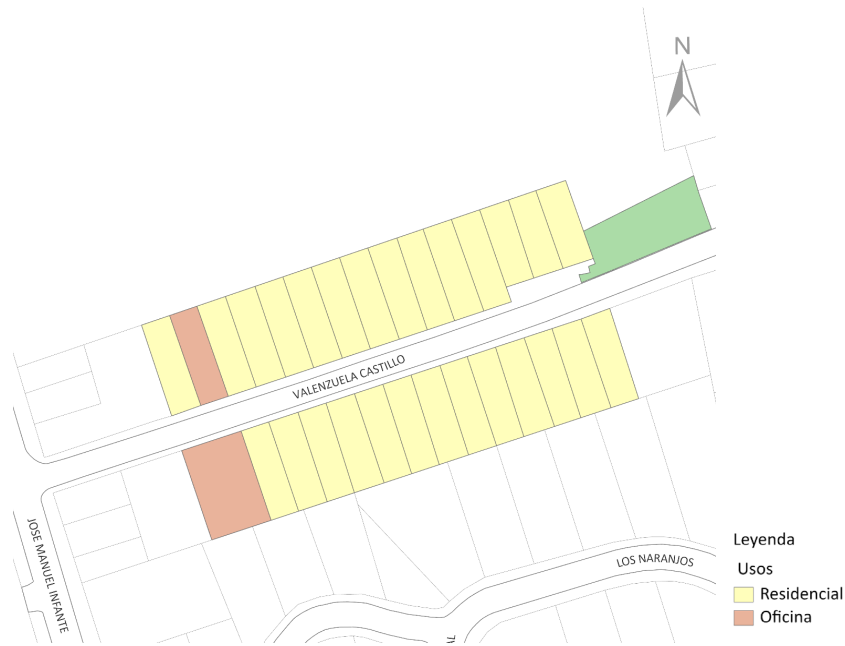 N
VALENZUELA CASTILLO
JOSE MANUEL INFANTE
LOS NARANJOS
Leyenda
Usos
Residencial
Oficina